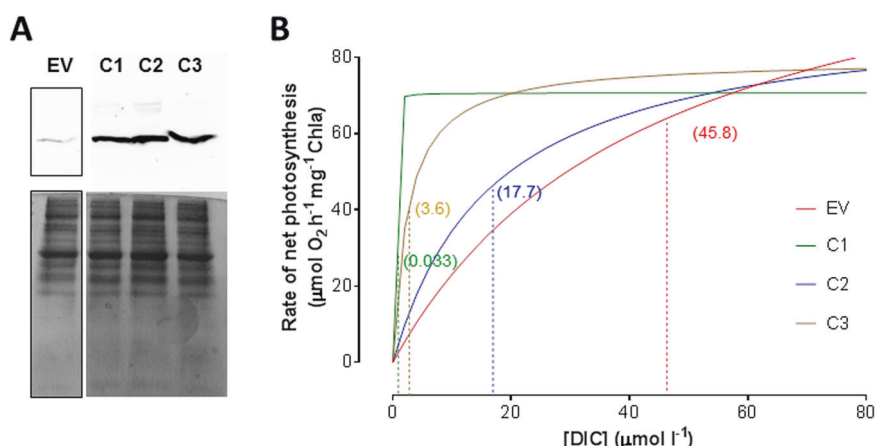 A
EV C1 C2 C3
B
Rate of net photosynthesis
(µmol O2 h-1 mg-1 Chla)
80
60
40
20
0
(45.8)
(17.7)
(3.6)
(0.033)
EV
C1
C2
C3
0 20 40 60 80
[DIC] (µmol l-1)